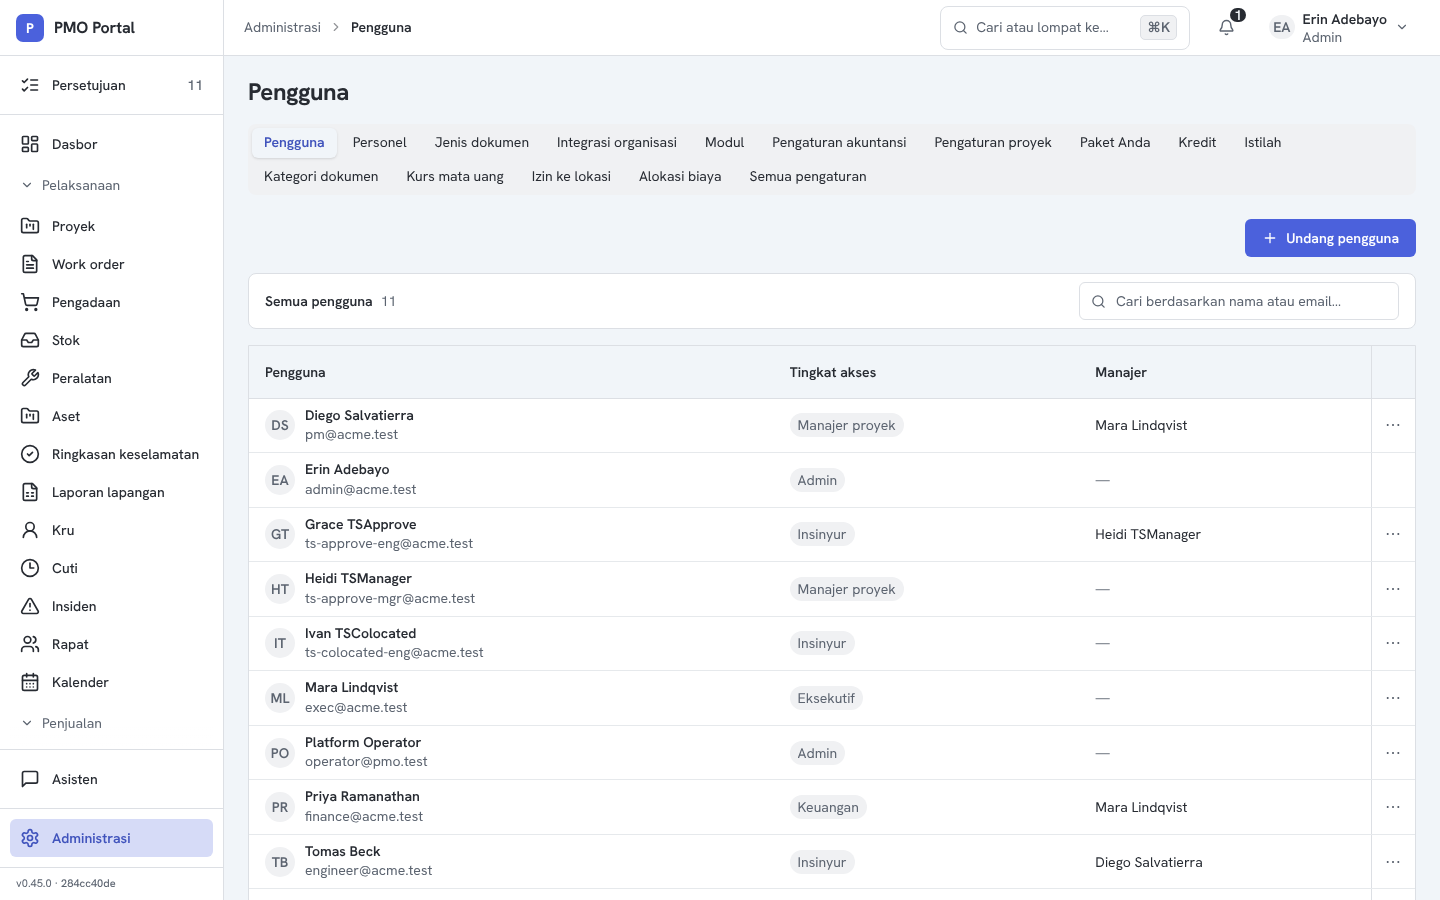 P PMO Portal
Administrasi > Pengguna
Cari atau lompat ke... ⌘K
1
EA Erin Adebayo
Admin
Persetujuan 11
Dasbor
Pelaksanaan
Proyek
Work order
Pengadaan
Stok
Peralatan
Aset
Ringkasan keselamatan
Laporan lapangan
Kru
Cuti
Insiden
Rapat
Kalender
Penjualan
Asisten
Administrasi
v0.45.0 · 284cc40de
Pengguna
Pengguna Personel Jenis dokumen Integrasi organisasi Modul Pengaturan akuntansi Pengaturan proyek Paket Anda Kredit Istilah
Kategori dokumen Kurs mata uang Izin ke lokasi Alokasi biaya Semua pengaturan
+ Undang pengguna
Semua pengguna 11
Cari berdasarkan nama atau email...
Pengguna Tingkat akses Manajer
DS Diego Salvatierra Manajer proyek Mara Lindqvist ...
pm@acme.test
EA Erin Adebayo Admin —
admin@acme.test
GT Grace TSApprove Insinyur Heidi TSManager ...
ts-approve-eng@acme.test
HT Heidi TSManager Manajer proyek — ...
ts-approve-mgr@acme.test
IT Ivan TSColocated Insinyur — ...
ts-colocated-eng@acme.test
ML Mara Lindqvist Eksekutif — ...
exec@acme.test
PO Platform Operator Admin — ...
operator@pmo.test
PR Priya Ramanathan Keuangan Mara Lindqvist ...
finance@acme.test
TB Tomas Beck Insinyur Diego Salvatierra ...
engineer@acme.test